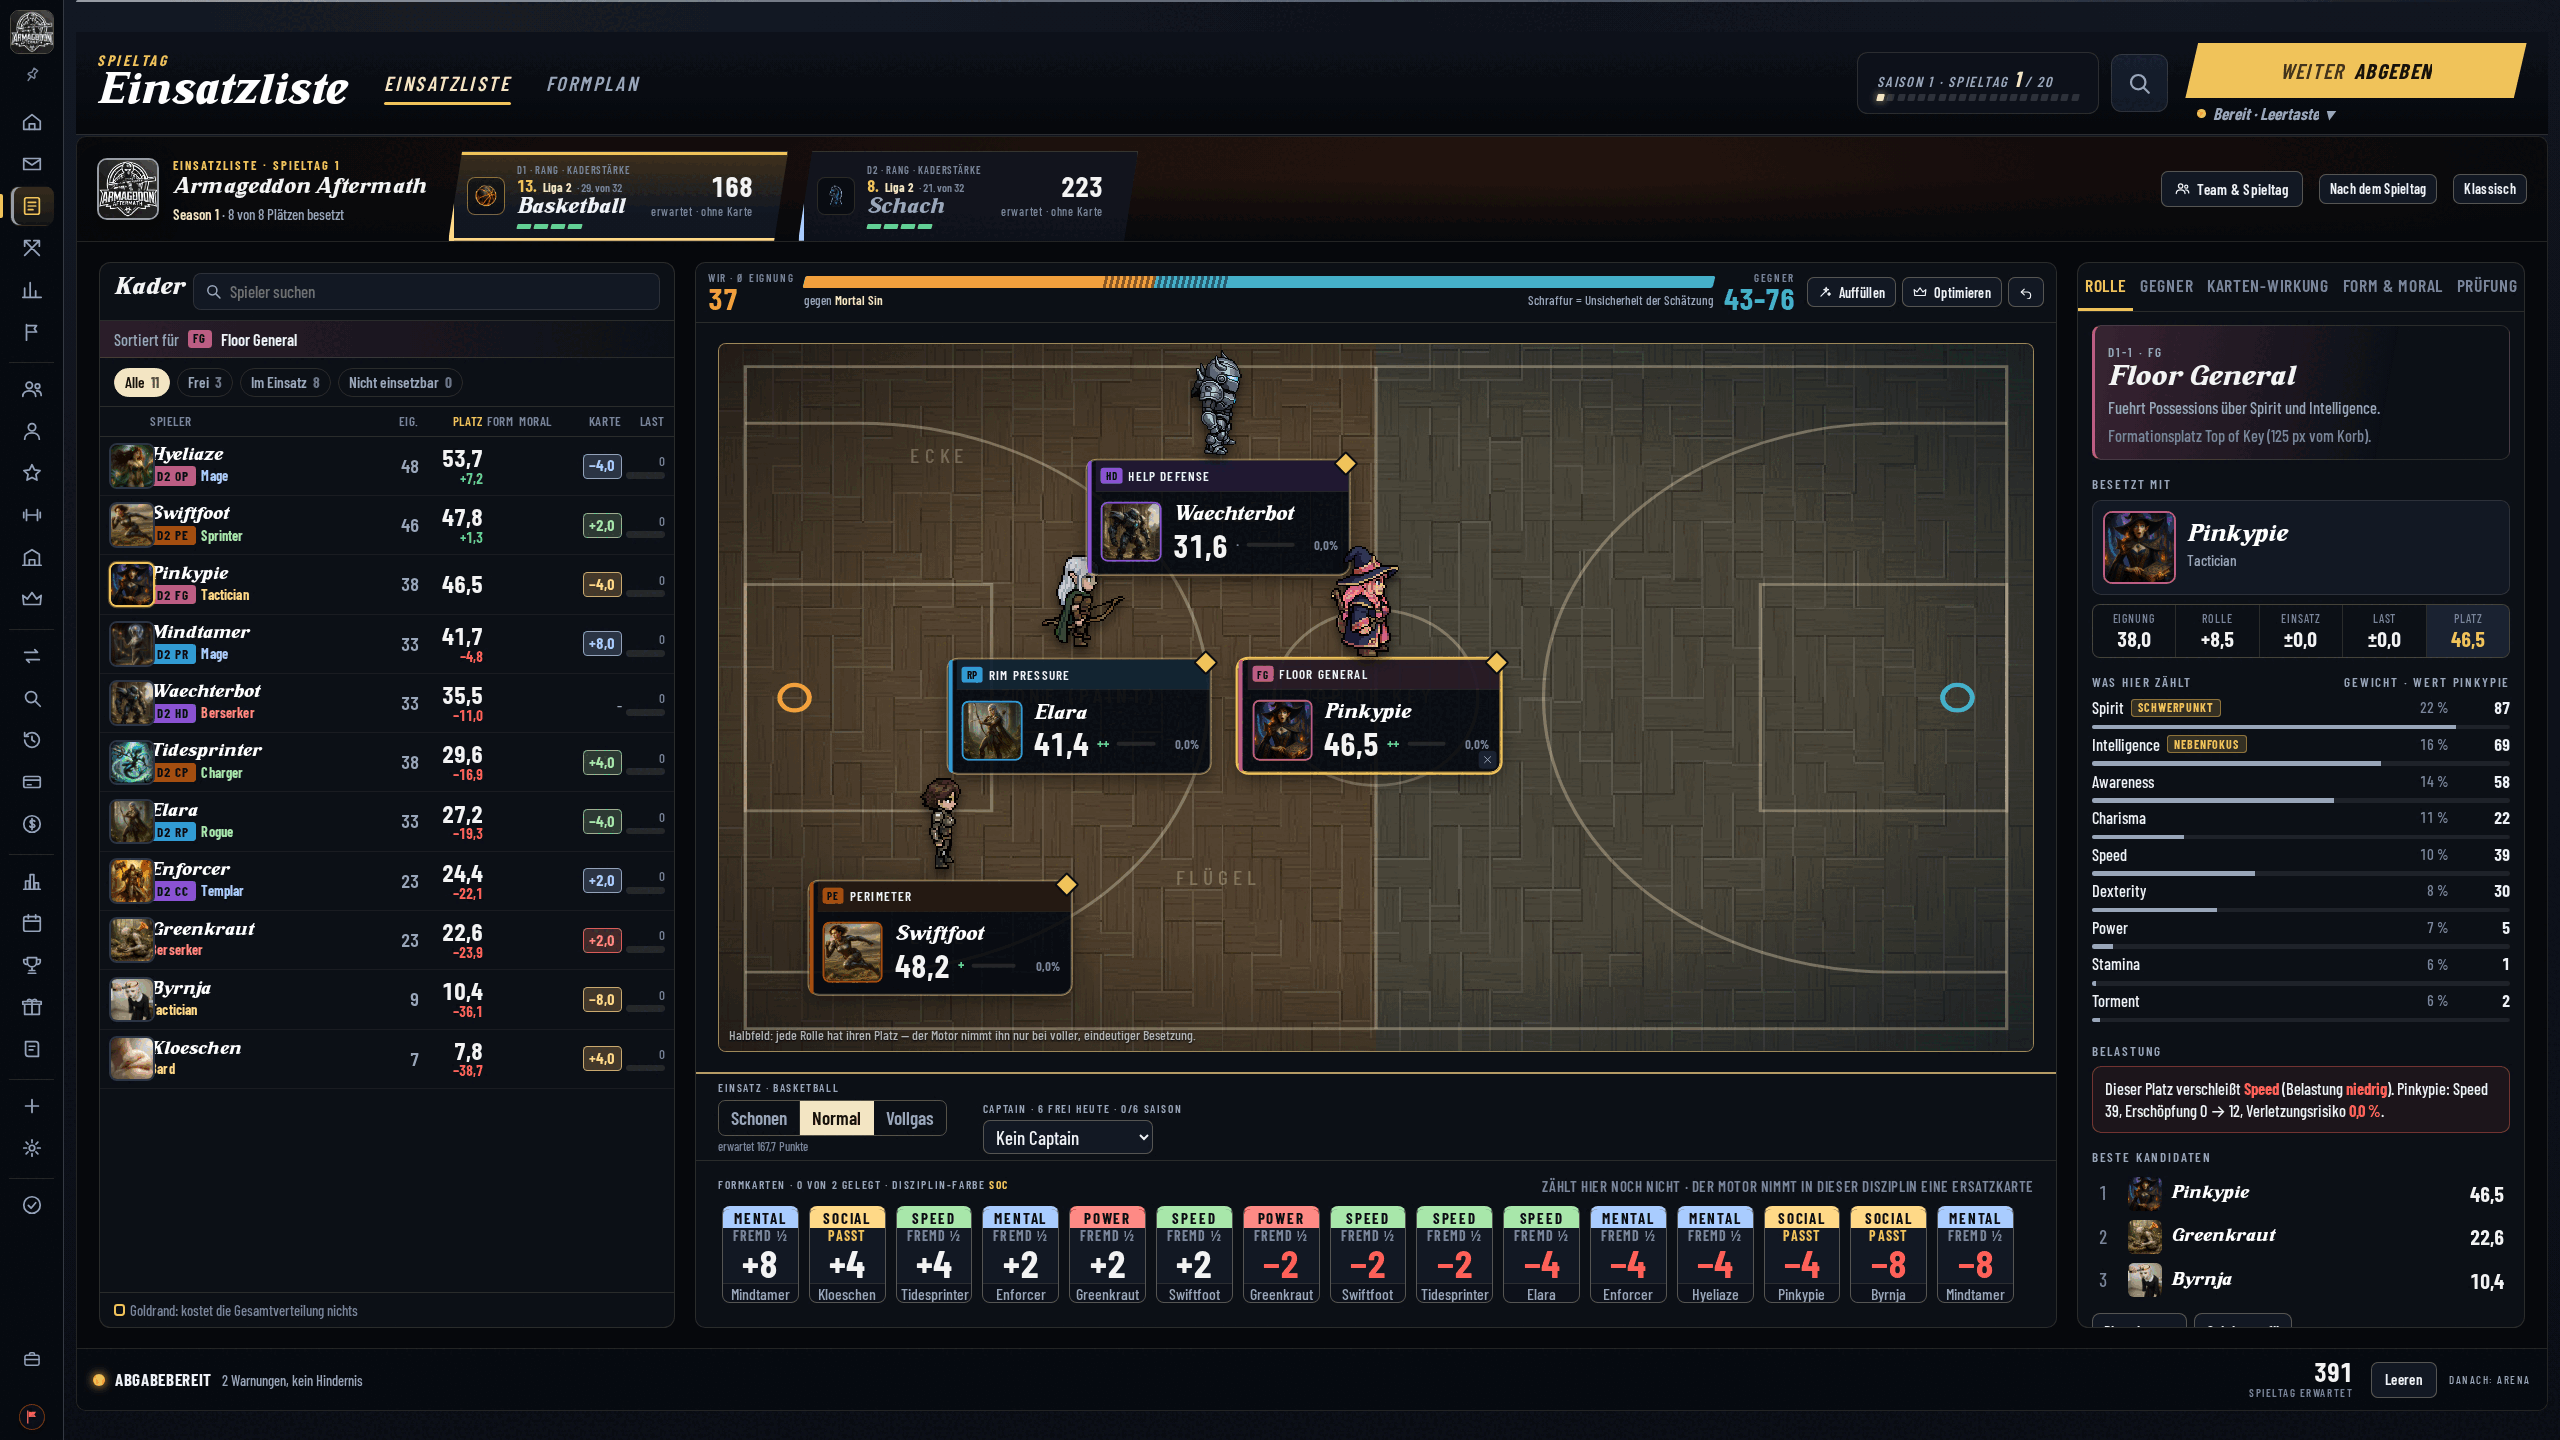 SPIELTAG
Einsatzliste
EINSATZLISTE
FORMPLAN
SAISON 1 · SPIELTAG 1 / 20
WEITER ABGEBEN
Bereit · Leertaste ▼
EINSATZLISTE · SPIELTAG 1
Armageddon Aftermath
Season 1 · 8 von 8 Plätzen besetzt
D1 · RANG · KADERSTÄRKE
13. Liga 2 · 29. von 32
Basketball
168
erwartet · ohne Karte
D2 · RANG · KADERSTÄRKE
8. Liga 2 · 21. von 32
Schach
223
erwartet · ohne Karte
Team & Spieltag
Nach dem Spieltag
Klassisch
Kader
Spieler suchen
Sortiert für FG Floor General
Alle 11
Frei 3
Im Einsatz 8
Nicht einsetzbar 0
SPIELER EIG. PLATZ FORM MORAL KARTE LAST
Hyeliaze 48 53,7 −4,0 0
D2 OP Mage +7,2
Swiftfoot 46 47,8 +2,0 0
D2 PE Sprinter +1,3
Pinkypie 38 46,5 −4,0 0
D2 FG Tactician
Mindtamer 33 41,7 +8,0 0
D2 PR Mage −4,8
Waechterbot 33 35,5 – 0
D2 HD Berserker −11,0
Tidesprinter 38 29,6 +4,0 0
D2 CP Charger −16,9
Elara 33 27,2 −4,0 0
D2 RP Rogue −19,3
Enforcer 23 24,4 +2,0 0
D2 CC Templar −22,1
Greenkraut 23 22,6 +2,0 0
Berserker −23,9
Byrnja 9 10,4 −8,0 0
Tactician −36,1
Kloeschen 7 7,8 +4,0 0
Bard −38,7
Goldrand: kostet die Gesamtverteilung nichts
WIR · Ø EIGNUNG
37
gegen Mortal Sin
Schraffur = Unsicherheit der Schätzung
GEGNER
43–76
Auffüllen
Optimieren
ECKE
HD HELP DEFENSE
Waechterbot
31,6 · 0,0%
RP RIM PRESSURE
Elara
41,4 ++ 0,0%
FG FLOOR GENERAL
Pinkypie
46,5 ++ 0,0%
FLÜGEL
PE PERIMETER
Swiftfoot
48,2 + 0,0%
Halbfeld: jede Rolle hat ihren Platz — der Motor nimmt ihn nur bei voller, eindeutiger Besetzung.
EINSATZ · BASKETBALL
Schonen
Normal
Vollgas
erwartet 167,7 Punkte
CAPTAIN · 6 FREI HEUTE · 0/6 SAISON
Kein Captain
FORMKARTEN · 0 VON 2 GELEGT · DISZIPLIN-FARBE SOC
ZÄHLT HIER NOCH NICHT · DER MOTOR NIMMT IN DIESER DISZIPLIN EINE ERSATZKARTE
MENTAL SOCIAL SPEED MENTAL POWER SPEED POWER SPEED SPEED SPEED MENTAL MENTAL SOCIAL SOCIAL MENTAL
FREMD ½ PASST FREMD ½ FREMD ½ FREMD ½ FREMD ½ FREMD ½ FREMD ½ FREMD ½ FREMD ½ FREMD ½ FREMD ½ PASST PASST FREMD ½
+8 +4 +4 +2 +2 +2 −2 −2 −2 −4 −4 −4 −4 −8 −8
Mindtamer Kloeschen Tidesprinter Enforcer Greenkraut Swiftfoot Greenkraut Swiftfoot Tidesprinter Elara Enforcer Hyeliaze Pinkypie Byrnja Mindtamer
ROLLE
GEGNER
KARTEN-WIRKUNG
FORM & MORAL
PRÜFUNG
D1-1 · FG
Floor General
Fuehrt Possessions über Spirit und Intelligence.
Formationsplatz Top of Key (125 px vom Korb).
BESETZT MIT
Pinkypie
Tactician
EIGNUNG ROLLE EINSATZ LAST PLATZ
38,0 +8,5 ±0,0 ±0,0 46,5
WAS HIER ZÄHLT GEWICHT · WERT PINKYPIE
Spirit SCHWERPUNKT 22 % 87
Intelligence NEBENFOKUS 16 % 69
Awareness 14 % 58
Charisma 11 % 22
Speed 10 % 39
Dexterity 8 % 30
Power 7 % 5
Stamina 6 % 1
Torment 6 % 2
BELASTUNG
Dieser Platz verschleißt Speed (Belastung niedrig). Pinkypie: Speed
39, Erschöpfung 0 → 12, Verletzungsrisiko 0,0 %.
BESTE KANDIDATEN
1 Pinkypie 46,5
2 Greenkraut 22,6
3 Byrnja 10,4
ABGABEBEREIT 2 Warnungen, kein Hindernis
391
SPIELTAG ERWARTET
Leeren
DANACH: ARENA